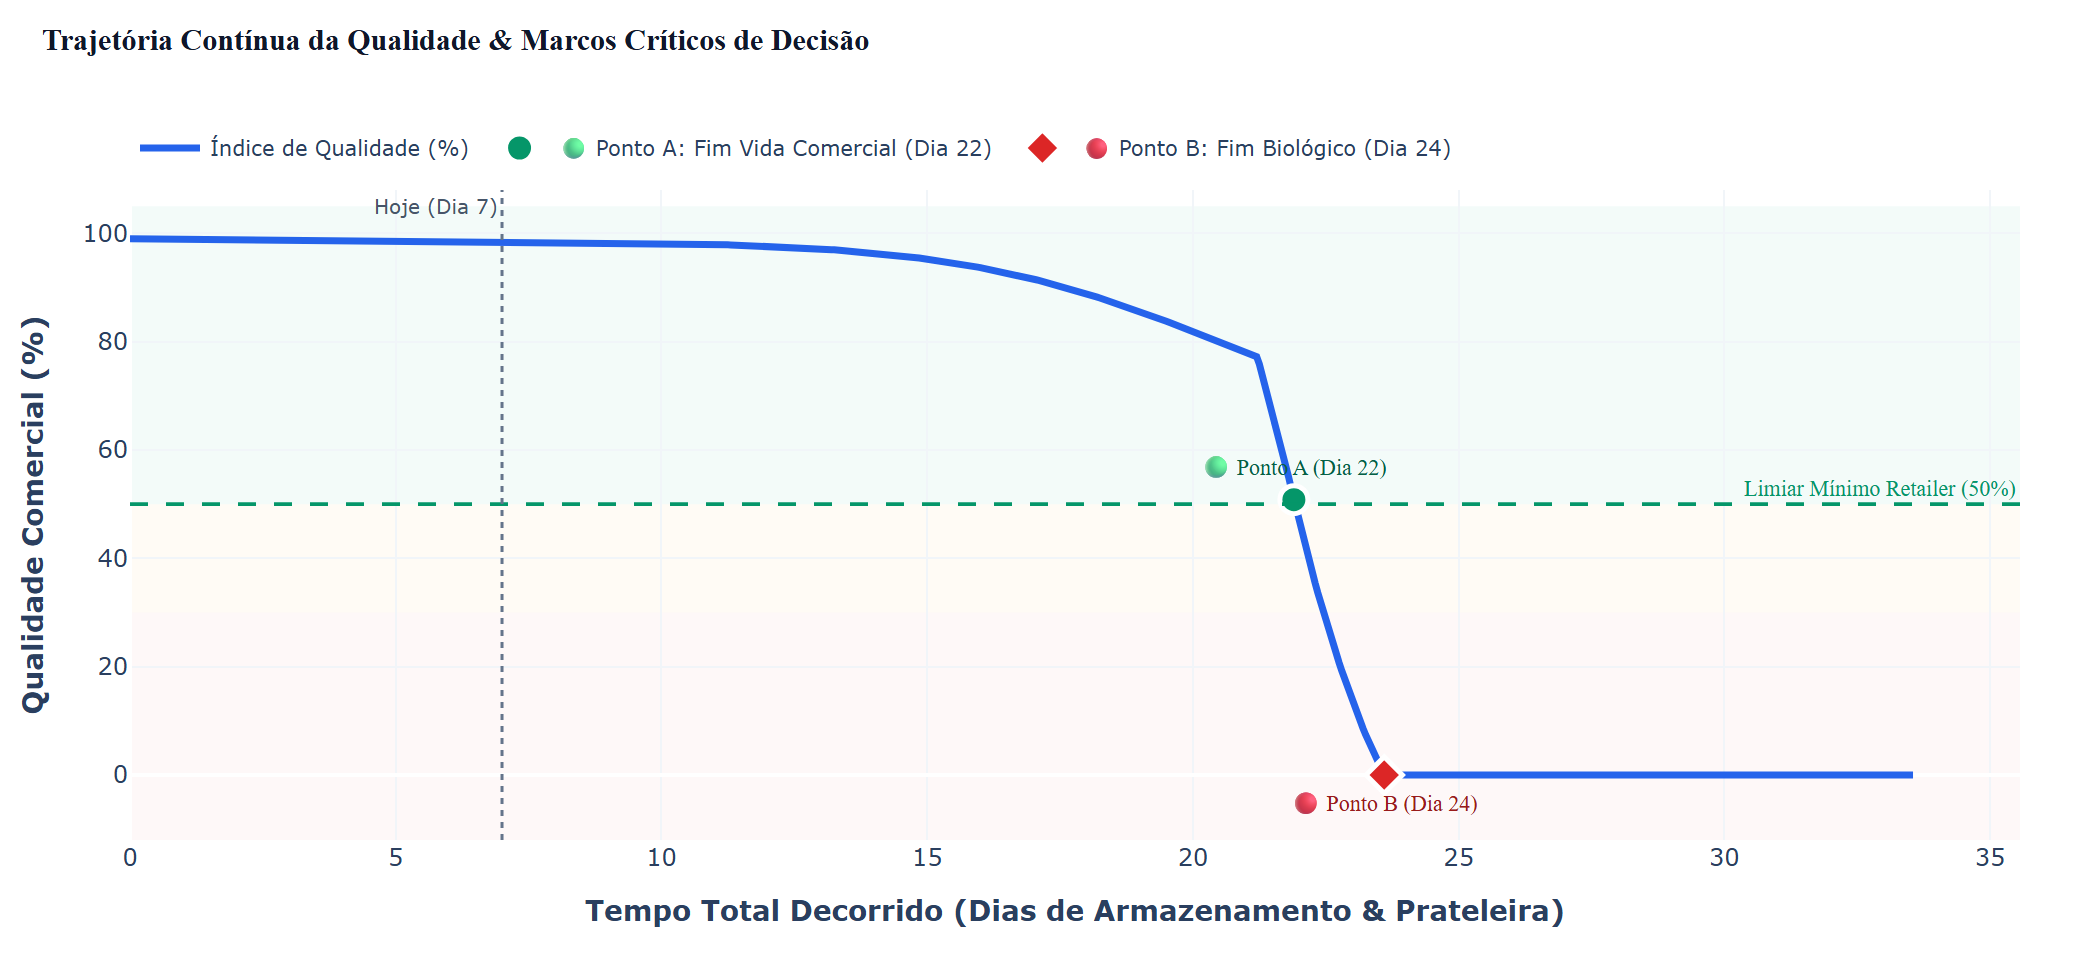 Trajetória Contínua da Qualidade & Marcos Críticos de Decisão
Índice de Qualidade (%)
Ponto A: Fim Vida Comercial (Dia 22)
Ponto B: Fim Biológico (Dia 24)
Hoje (Dia 7)
100
80
60
40
20
0
Qualidade Comercial (%)
Ponto A (Dia 22)
Limiar Mínimo Retailer (50%)
Ponto B (Dia 24)
0 5 10 15 20 25 30 35
Tempo Total Decorrido (Dias de Armazenamento & Prateleira)